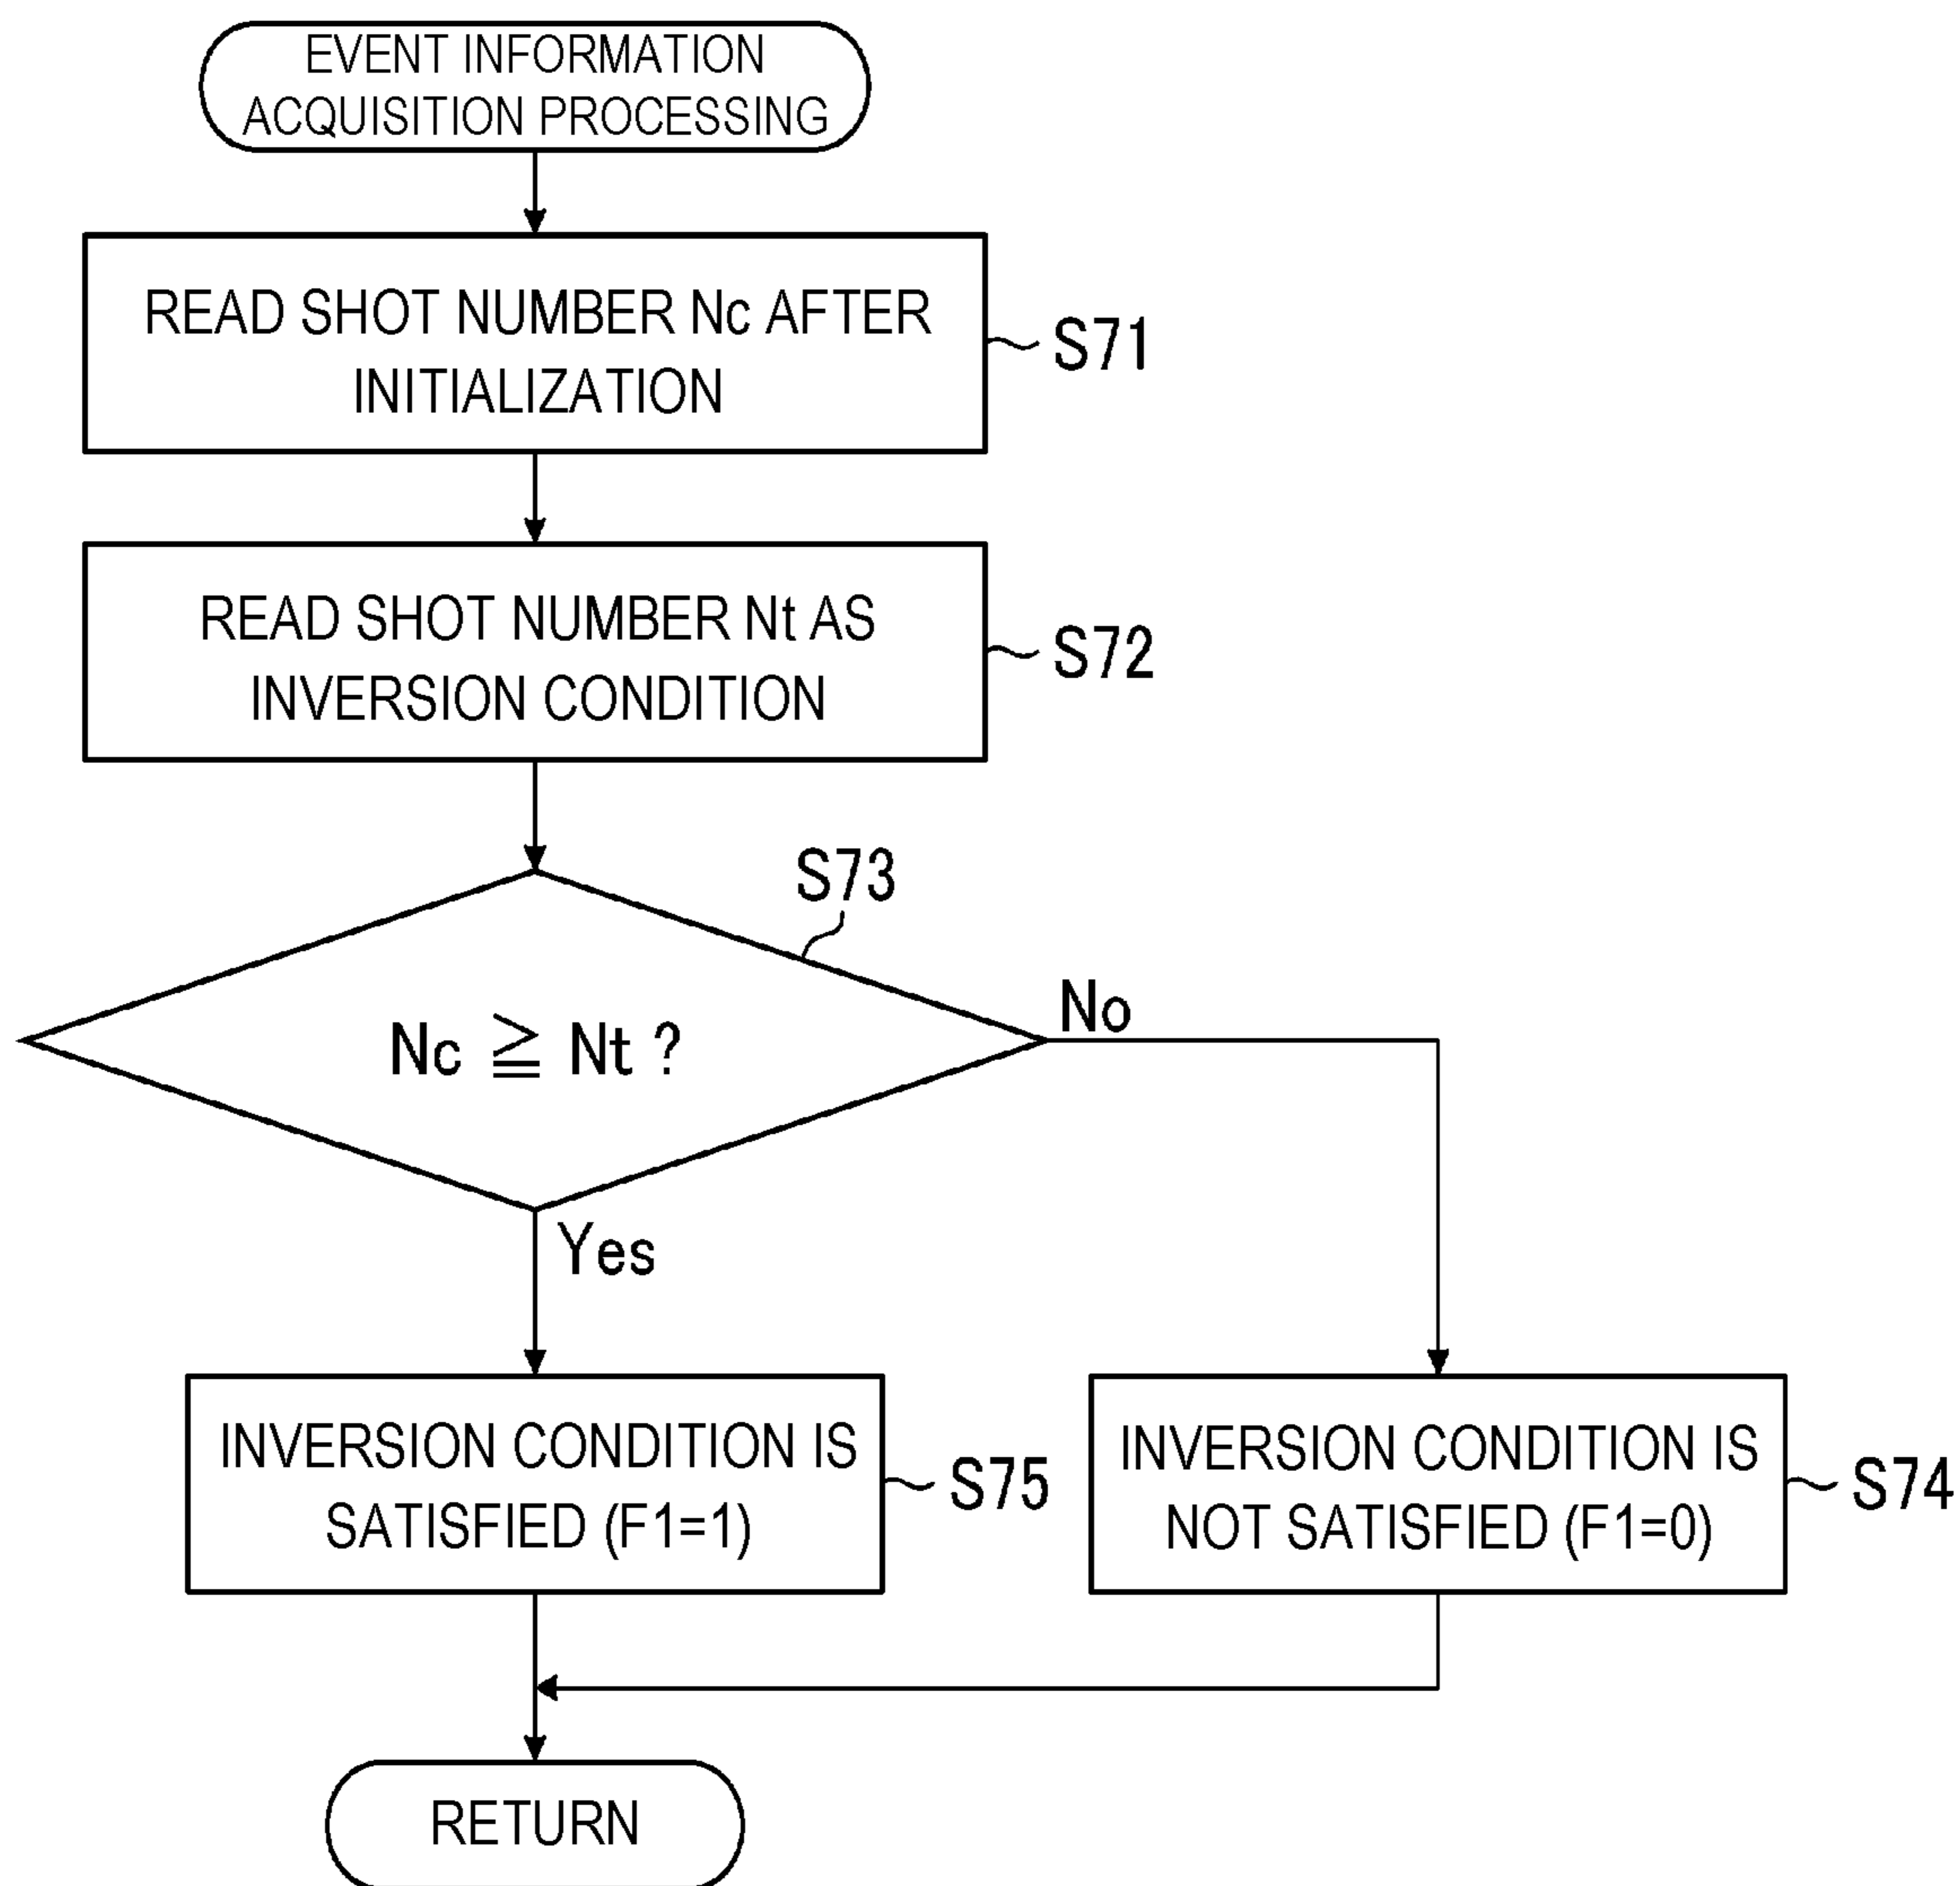 EVENT INFORMATION
ACQUISITION PROCESSING
READ SHOT NUMBER Nc AFTER
INITIALIZATION
S71
READ SHOT NUMBER Nt AS
INVERSION CONDITION
S72
S73
Nc ≧ Nt ?
No
Yes
INVERSION CONDITION IS
SATISFIED (F1=1)
S75
INVERSION CONDITION IS
NOT SATISFIED (F1=0)
S74
RETURN